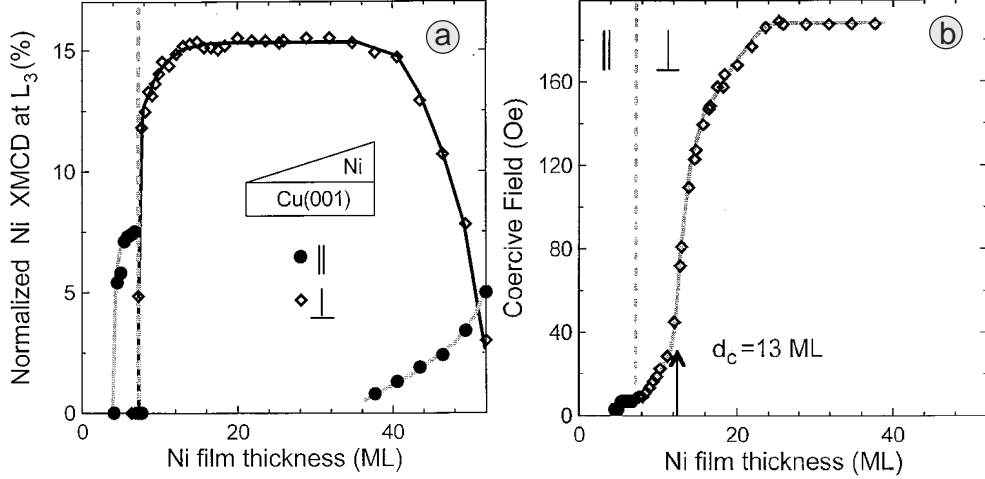 a
Normalized Ni XMCD at L3(%)
15
10
5
0
0
20
40
Ni film thickness (ML)
Ni
Cu(001)
||
⊥
b
|| ⊥
Coercive Field (Oe)
160
120
80
40
0
0
20
40
Ni film thickness (ML)
dc=13 ML